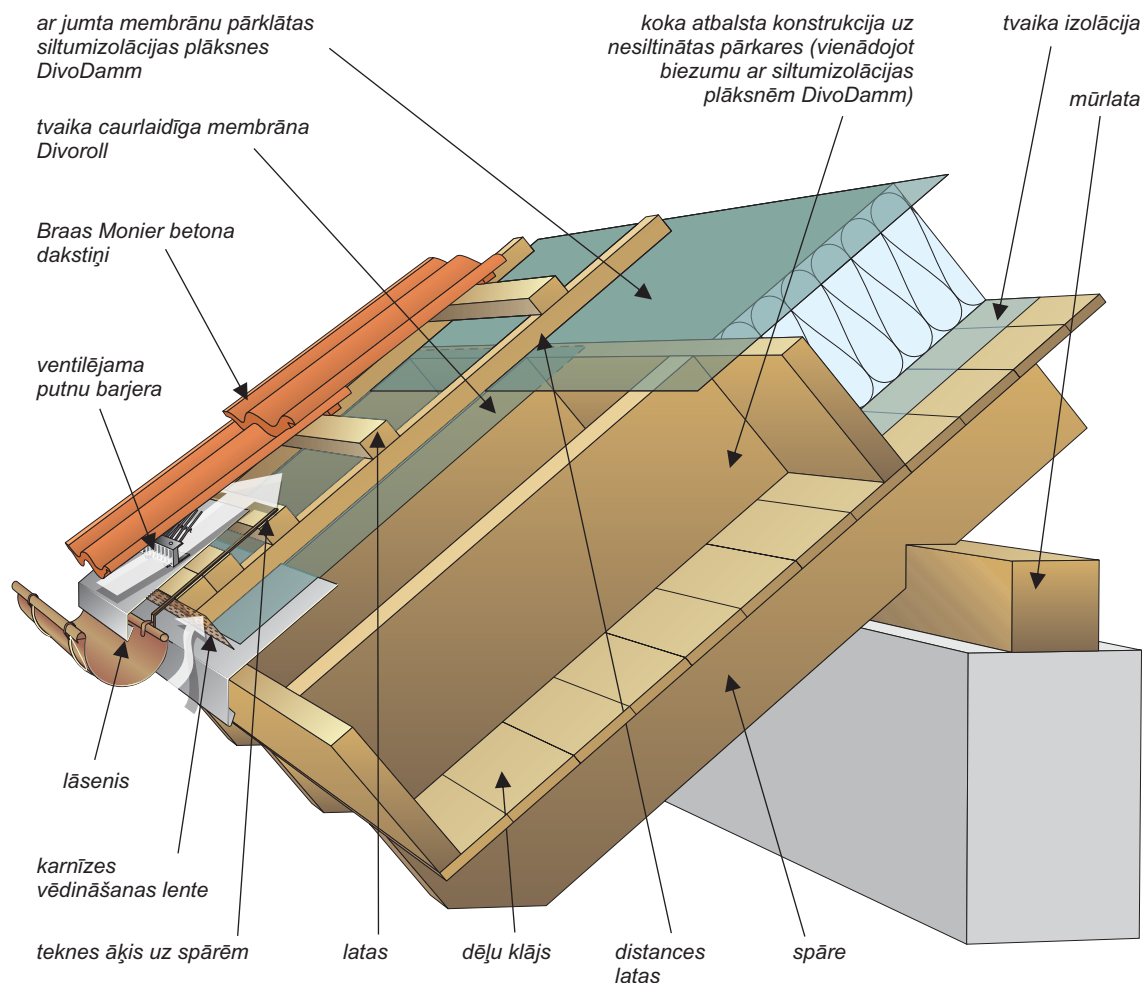 ar jumta membrānu pārklātas
siltumizolācijas plāksnes
DivoDamm
koka atbalsta konstrukcija uz
nesiltinātas pārkares (vienādojot
biezumu ar siltumizolācijas
plāksnēm DivoDamm)
tvaika izolācija
mūrlata
tvaika caurlaidīga membrāna
Divoroll
Braas Monier betona
dakstiņi
ventilējama
putnu barjera
lāsenis
karnīzes
vēdināšanas lente
teknes āķis uz spārēm
latas
dēļu klājs
distances
latas
spāre